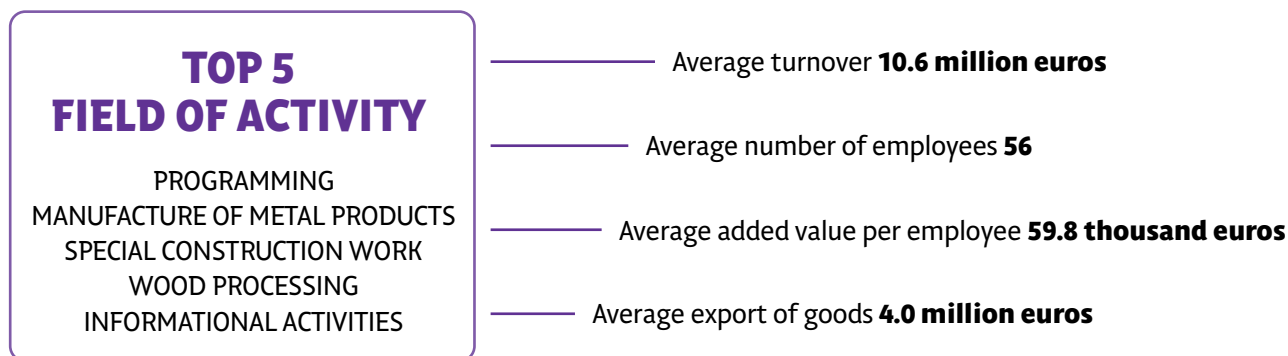 TOP 5
FIELD OF ACTIVITY
PROGRAMMING
MANUFACTURE OF METAL PRODUCTS
SPECIAL CONSTRUCTION WORK
WOOD PROCESSING
INFORMATIONAL ACTIVITIES
Average turnover 10.6 million euros
Average number of employees 56
Average added value per employee 59.8 thousand euros
Average export of goods 4.0 million euros